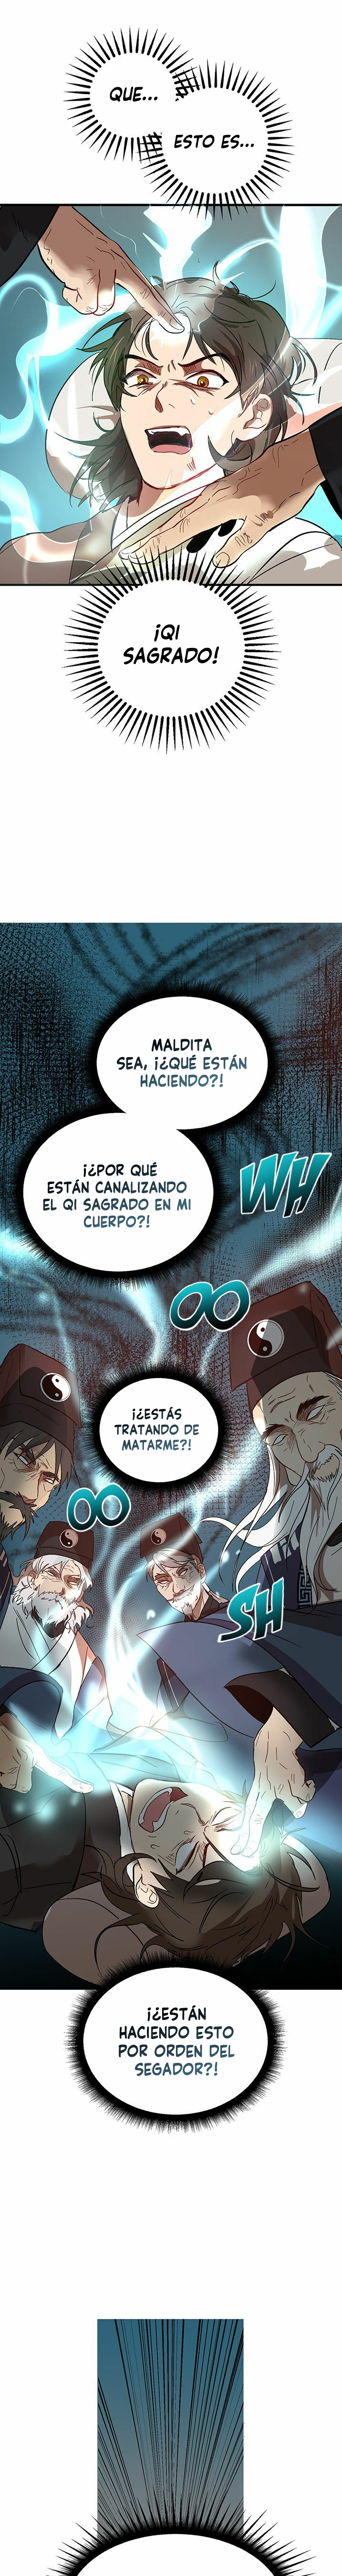 QUE...
ESTO ES...
¡QI
SAGRADO!
MALDITA
SEA, ¡¿QUÉ ESTÁN
HACIENDO?!
¡¿POR QUÉ
ESTÁN CANALIZANDO
EL QI SAGRADO EN MI
CUERPO?!
WH
OO
¡¿ESTÁS
TRATANDO DE
MATARME?!
OO
SH
¡¿ESTÁN
HACIENDO ESTO
POR ORDEN DEL
SEGADOR?!